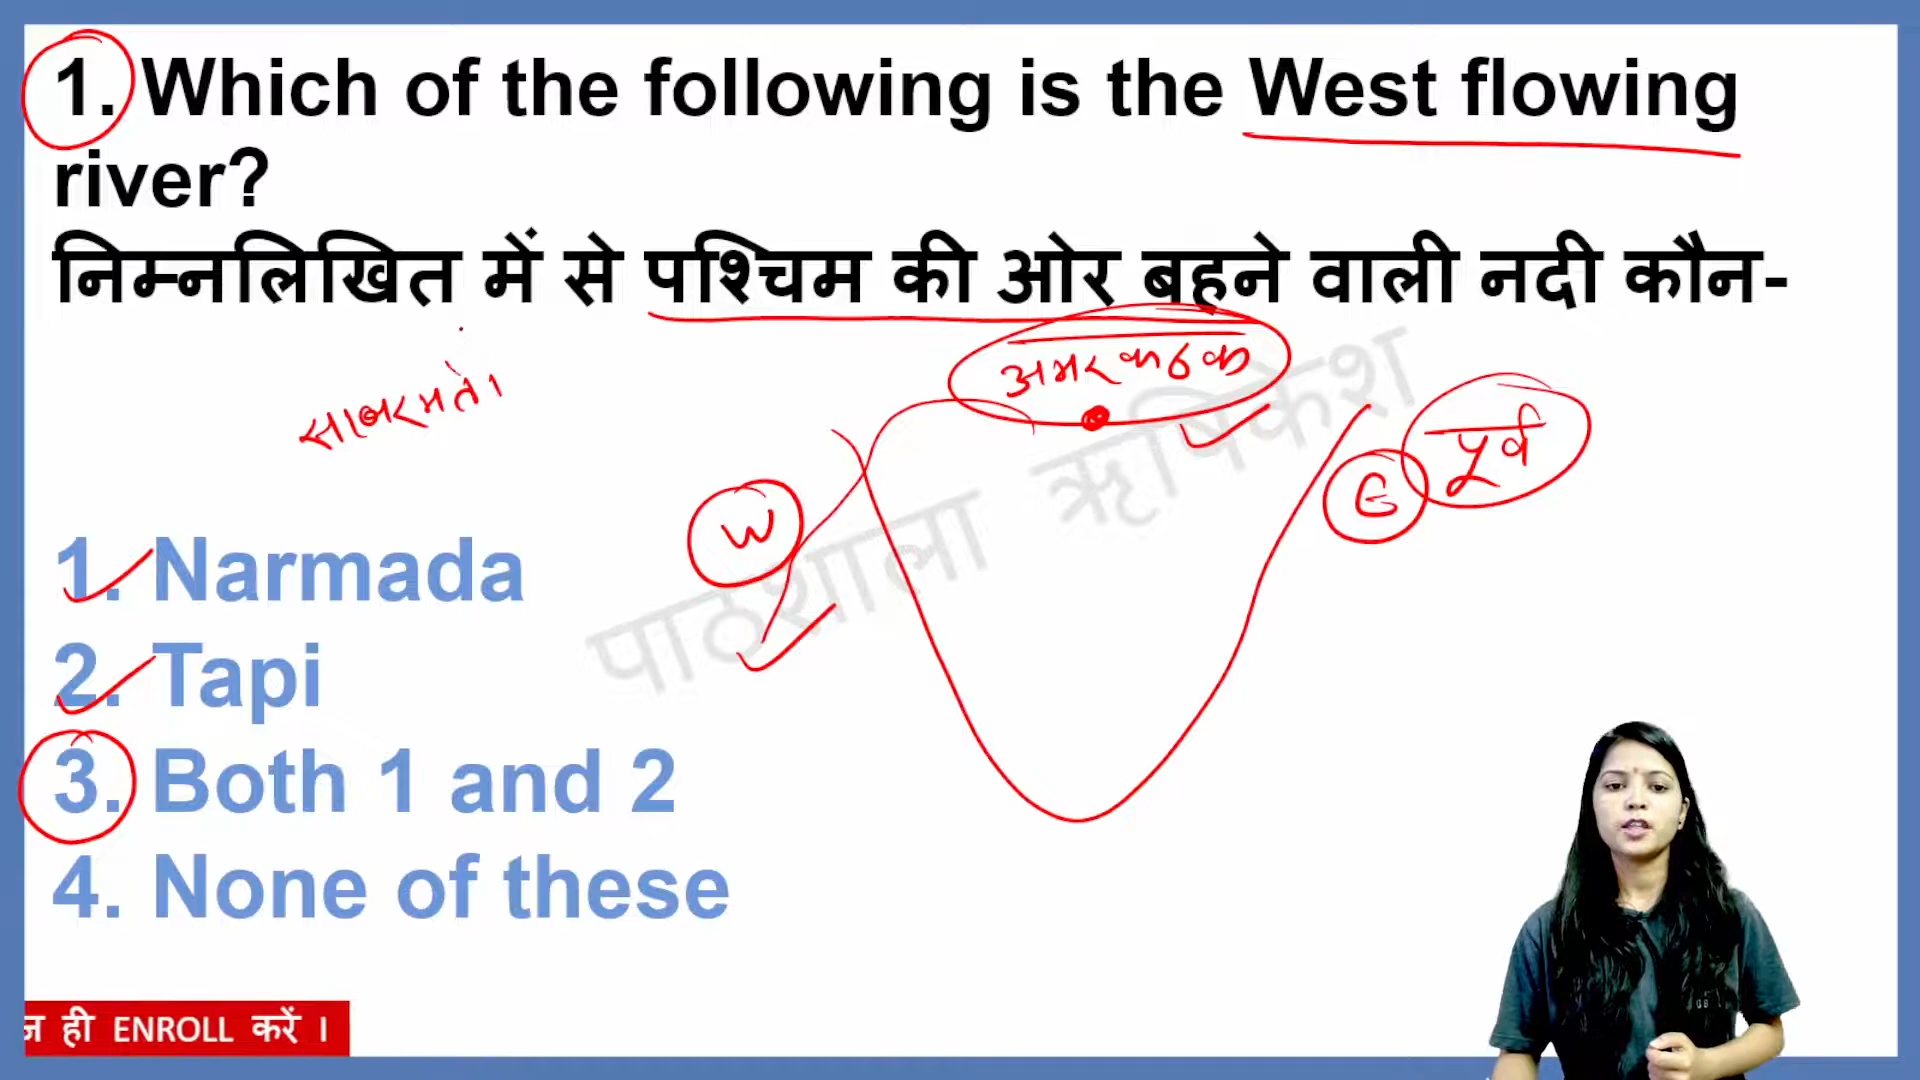 1. Which of the following is the West flowing
river?
निम्नलिखित में से पश्चिम की ओर बहने वाली नदी कौन-
अमरकण्टक
साबरमती
पूर्व
E
W
पाठशाला ऋषिकेश
1. Narmada
2. Tapi
3. Both 1 and 2
4. None of these
ज ही ENROLL करें ।